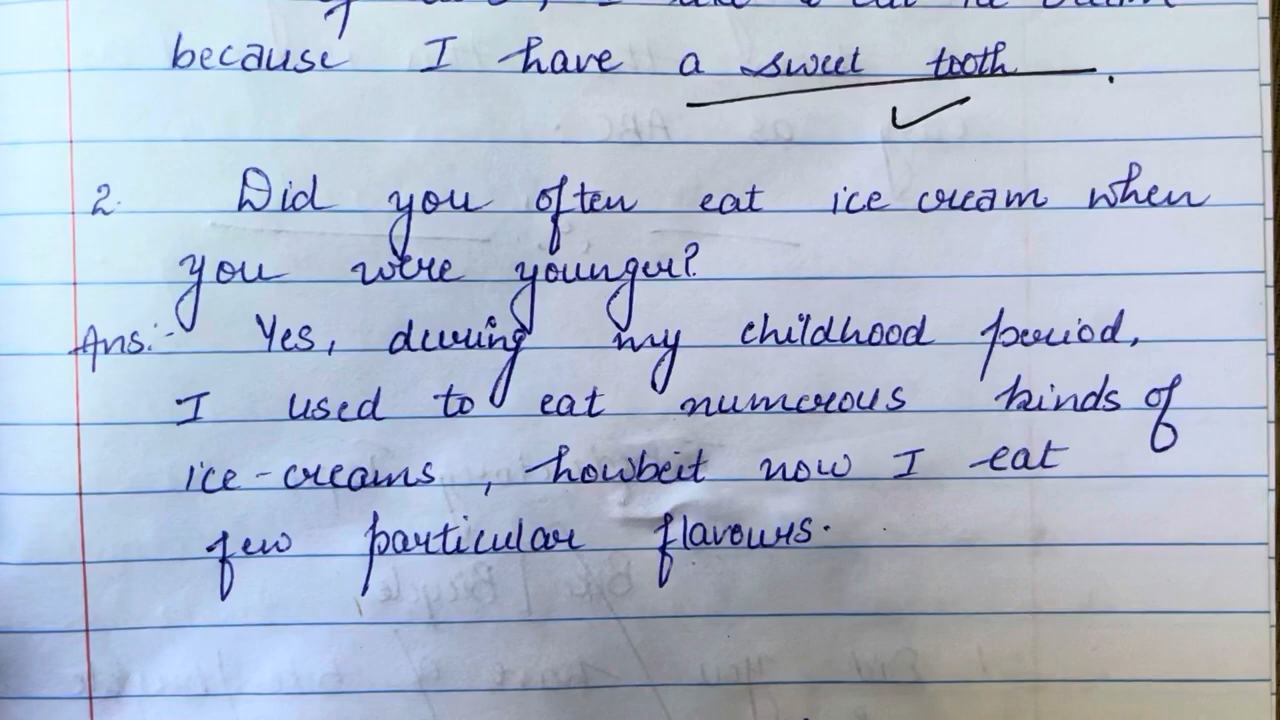 because I have a sweet tooth.
2. Did you often eat ice cream when
you were younger?
Ans:- Yes, during my childhood period,
I used to eat numerous kinds of
ice-creams, howbeit now I eat
few particular flavours.